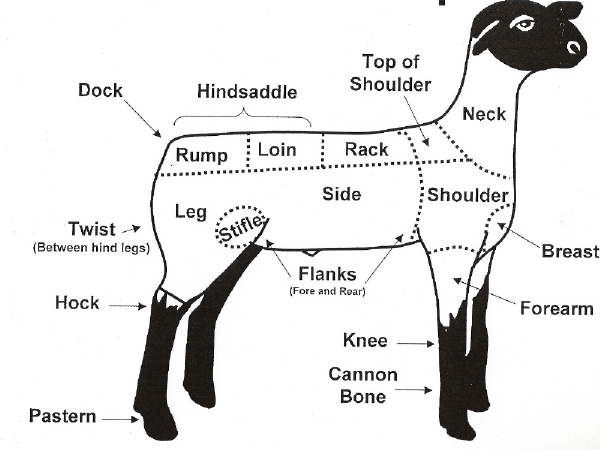 Top of
Shoulder
Dock
Hindsaddle
Neck
Rump
Loin
Rack
Side
Shoulder
Leg
Stifle
Twist
(Between hind legs)
Breast
Flanks
(Fore and Rear)
Hock
Forearm
Knee
Cannon
Bone
Pastern